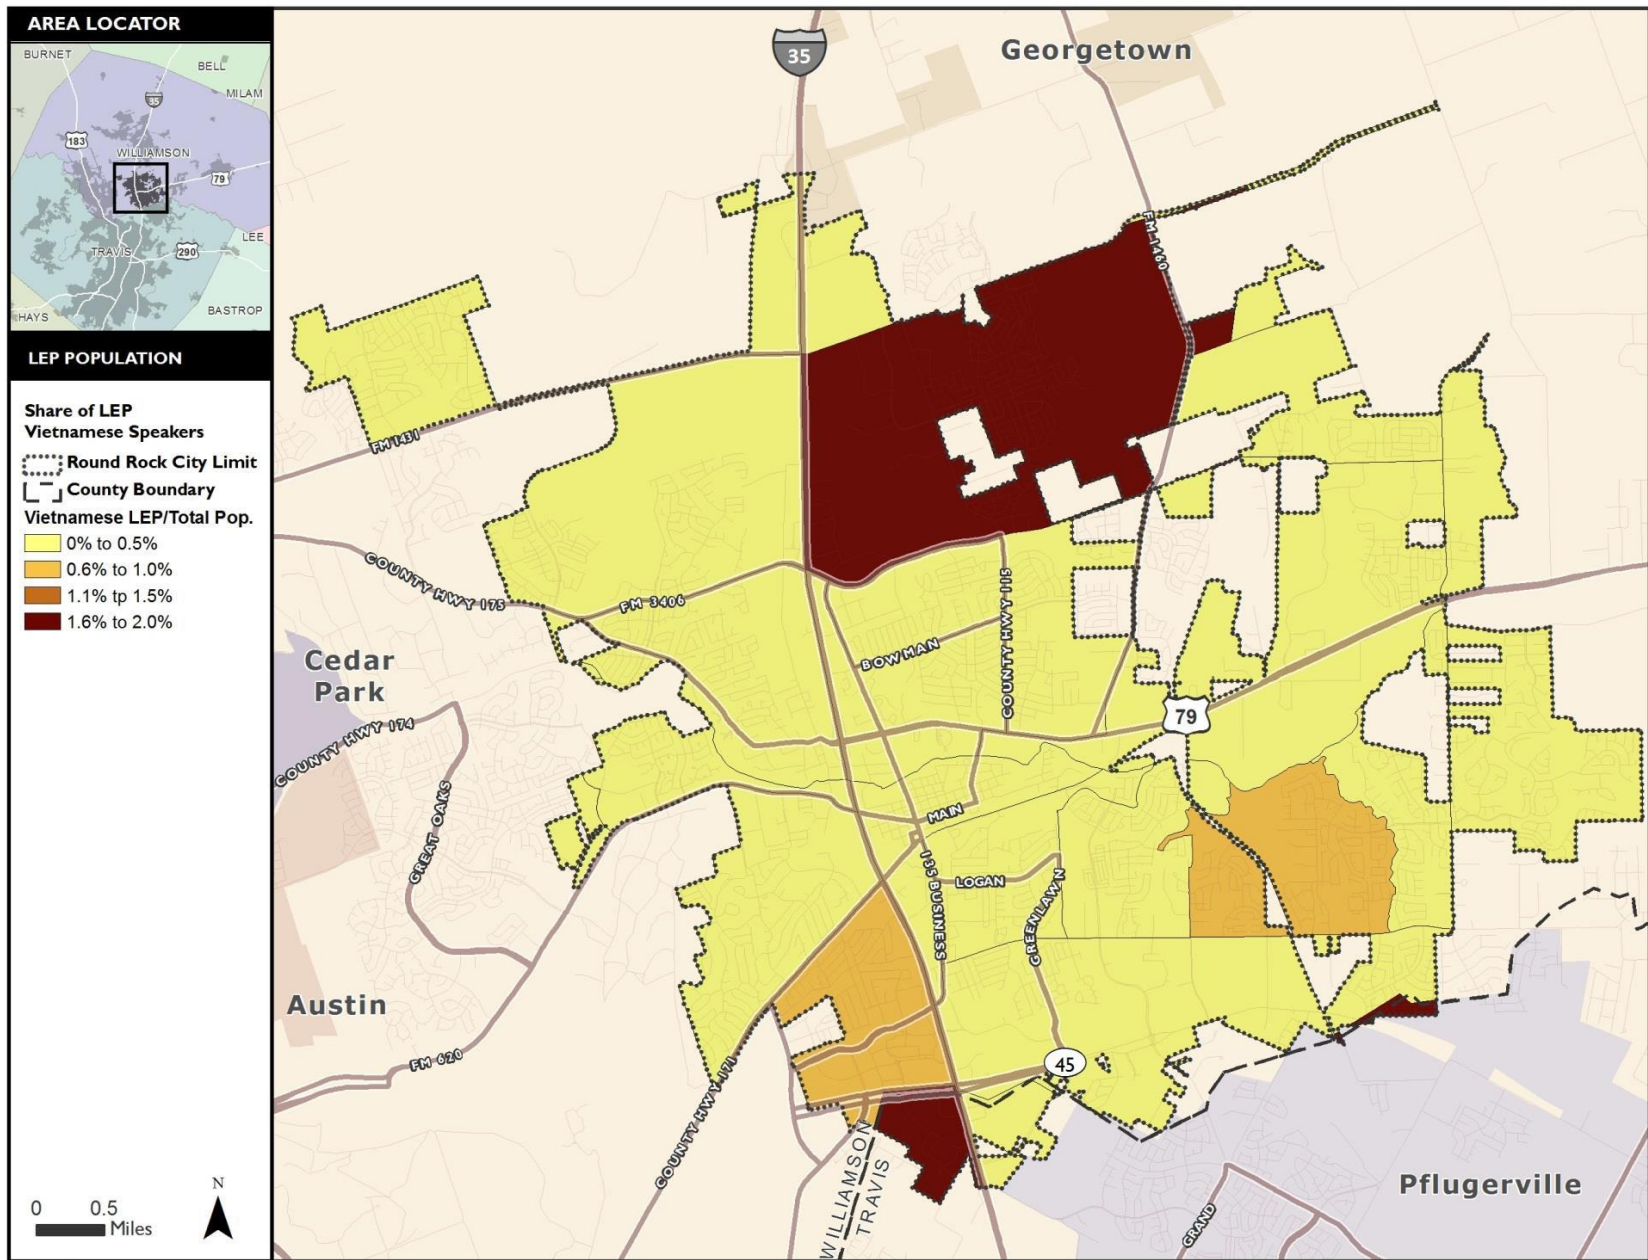 AREA LOCATOR
BURNET
BELL
MILAM
35
183
WILLIAMSON
79
LEE
TRAVIS
290
HAYS
BASTROP
LEP POPULATION
Share of LEP
Vietnamese Speakers
Round Rock City Limit
County Boundary
Vietnamese LEP/Total Pop.
0% to 0.5%
0.6% to 1.0%
1.1% tp 1.5%
1.6% to 2.0%
0 0.5
Miles
N
35
Georgetown
FM 1460
FM 1431
COUNTY HWY 175
FM 3406
BOWMAN
COUNTY HWY 115
Cedar
Park
COUNTY HWY 174
79
GREAT OAKS
MAIN
I 35 BUSINESS
LOGAN
GREENLAWN
Austin
FM 620
45
COUNTY HWY 171
WILLIAMSON
TRAVIS
Pflugerville
GRAND